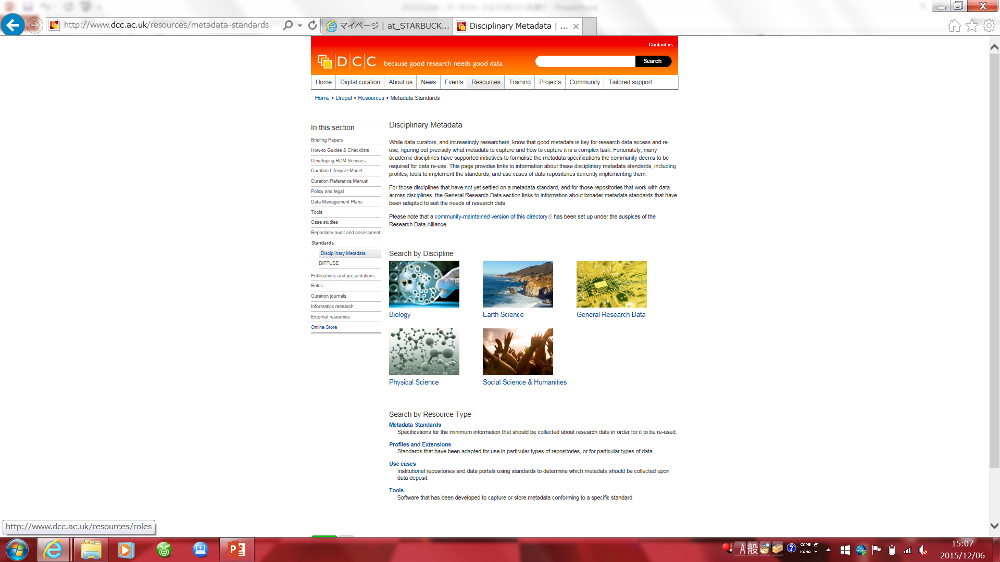 http://www.dcc.ac.uk/resources/metadata-standards
マイページ | at_STARBUCK...
Disciplinary Metadata | ...
Contact us
D|C|C because good research needs good data
Search
Home Digital curation About us News Events Resources Training Projects Community Tailored support
Home > Drupal > Resources > Metadata Standards
In this section
Briefing Papers
How-to Guides & Checklists
Developing RDM Services
Curation Lifecycle Model
Curation Reference Manual
Policy and legal
Data Management Plans
Tools
Case studies
Repository audit and assessment
Standards
Disciplinary Metadata
DIFFUSE
Publications and presentations
Roles
Curation journals
Informatics research
External resources
Online Store
Disciplinary Metadata
While data curators, and increasingly researchers, know that good metadata is key for research data access and re-
use, figuring out precisely what metadata to capture and how to capture it is a complex task. Fortunately, many
academic disciplines have supported initiatives to formalise the metadata specifications the community deems to be
required for data re-use. This page provides links to information about these disciplinary metadata standards, including
profiles, tools to implement the standards, and use cases of data repositories currently implementing them.
For those disciplines that have not yet settled on a metadata standard, and for those repositories that work with data
across disciplines, the General Research Data section links to information about broader metadata standards that have
been adapted to suit the needs of research data.
Please note that a community-maintained version of this directory has been set up under the auspices of the
Research Data Alliance.
Search by Discipline
Biology
Earth Science
General Research Data
Physical Science
Social Science & Humanities
Search by Resource Type
Metadata Standards
Specifications for the minimum information that should be collected about research data in order for it to be re-used.
Profiles and Extensions
Standards that have been adapted for use in particular types of repositories, or for particular types of data.
Use cases
Institutional repositories and data portals using standards to determine which metadata should be collected upon
data deposit.
Tools
Software that has been developed to capture or store metadata conforming to a specific standard.
http://www.dcc.ac.uk/resources/roles
A 般
CAPS
KANA
15:07
2015/12/06